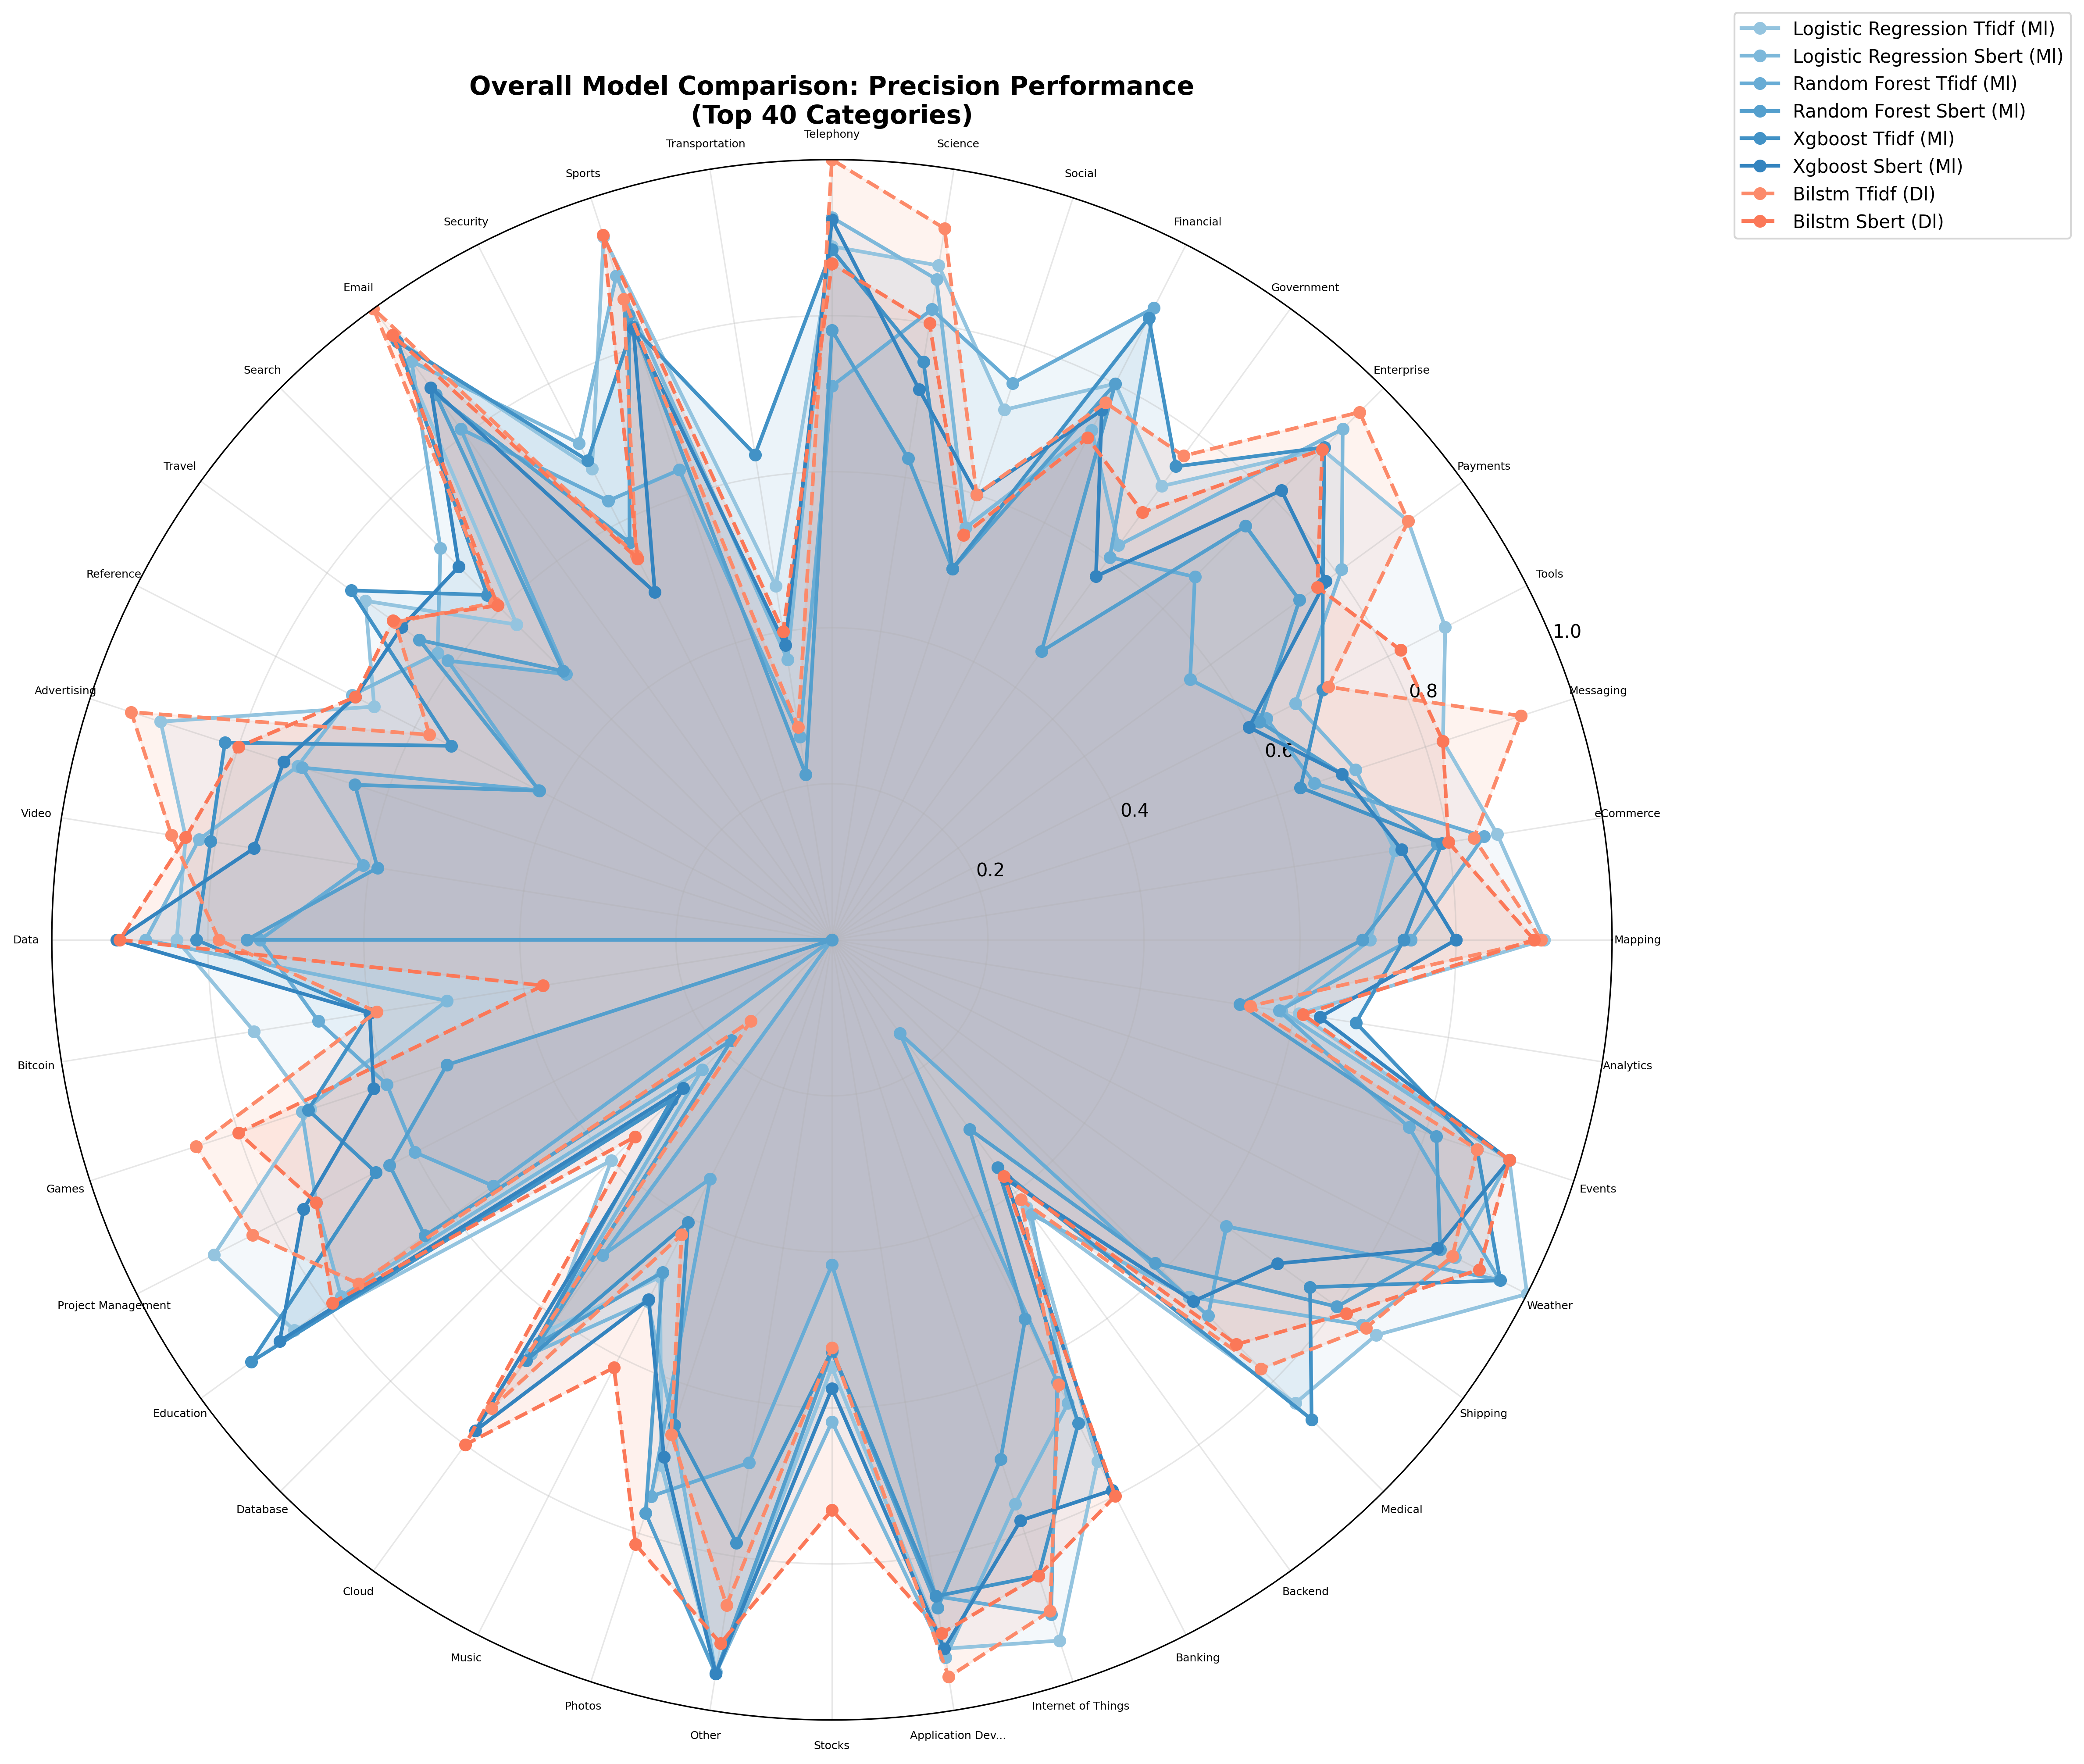 Overall Model Comparison: Precision Performance
(Top 40 Categories)
Logistic Regression Tfidf (Ml)
Logistic Regression Sbert (Ml)
Random Forest Tfidf (Ml)
Random Forest Sbert (Ml)
Xgboost Tfidf (Ml)
Xgboost Sbert (Ml)
Bilstm Tfidf (Dl)
Bilstm Sbert (Dl)
Telephony
Science
Social
Financial
Government
Enterprise
Payments
Tools
Messaging
eCommerce
Mapping
Analytics
Events
Weather
Shipping
Medical
Backend
Banking
Internet of Things
Application Dev...
Stocks
Other
Photos
Music
Cloud
Database
Education
Project Management
Games
Bitcoin
Data
Video
Advertising
Reference
Travel
Search
Email
Security
Sports
Transportation
0.2
0.4
0.6
0.8
1.0